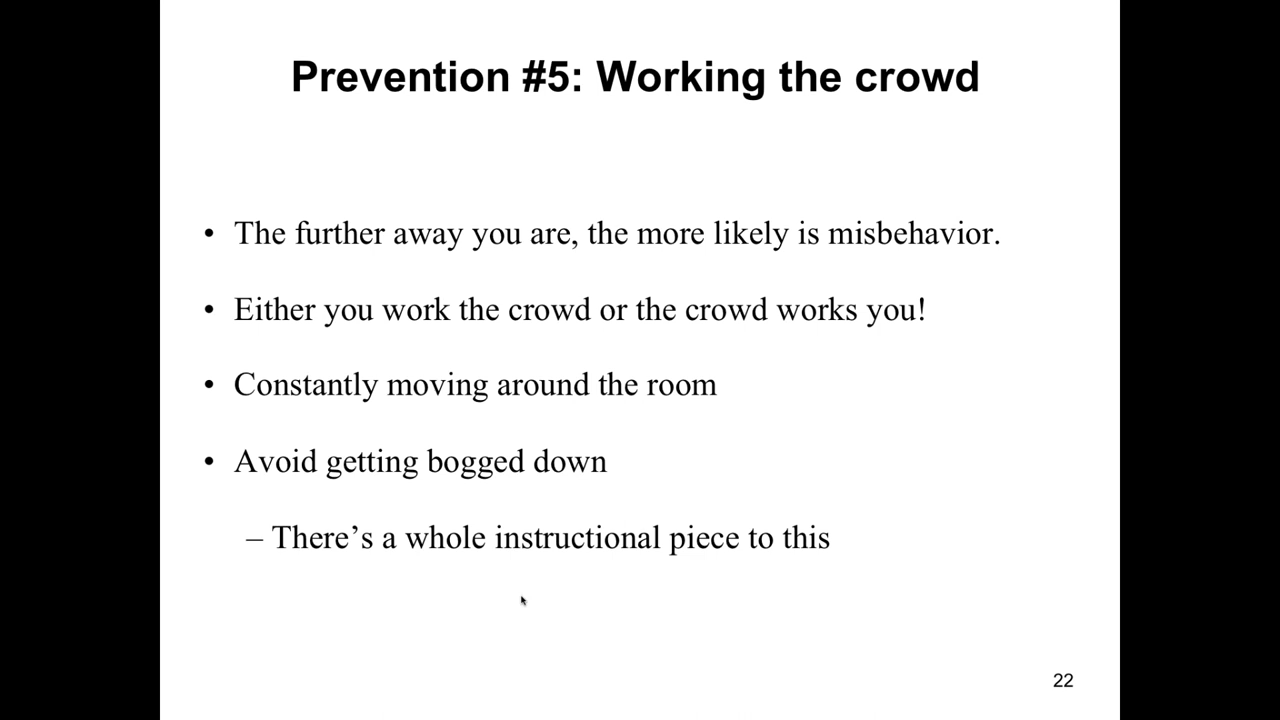 Prevention #5: Working the crowd
• The further away you are, the more likely is misbehavior.
• Either you work the crowd or the crowd works you!
• Constantly moving around the room
• Avoid getting bogged down
– There’s a whole instructional piece to this
22